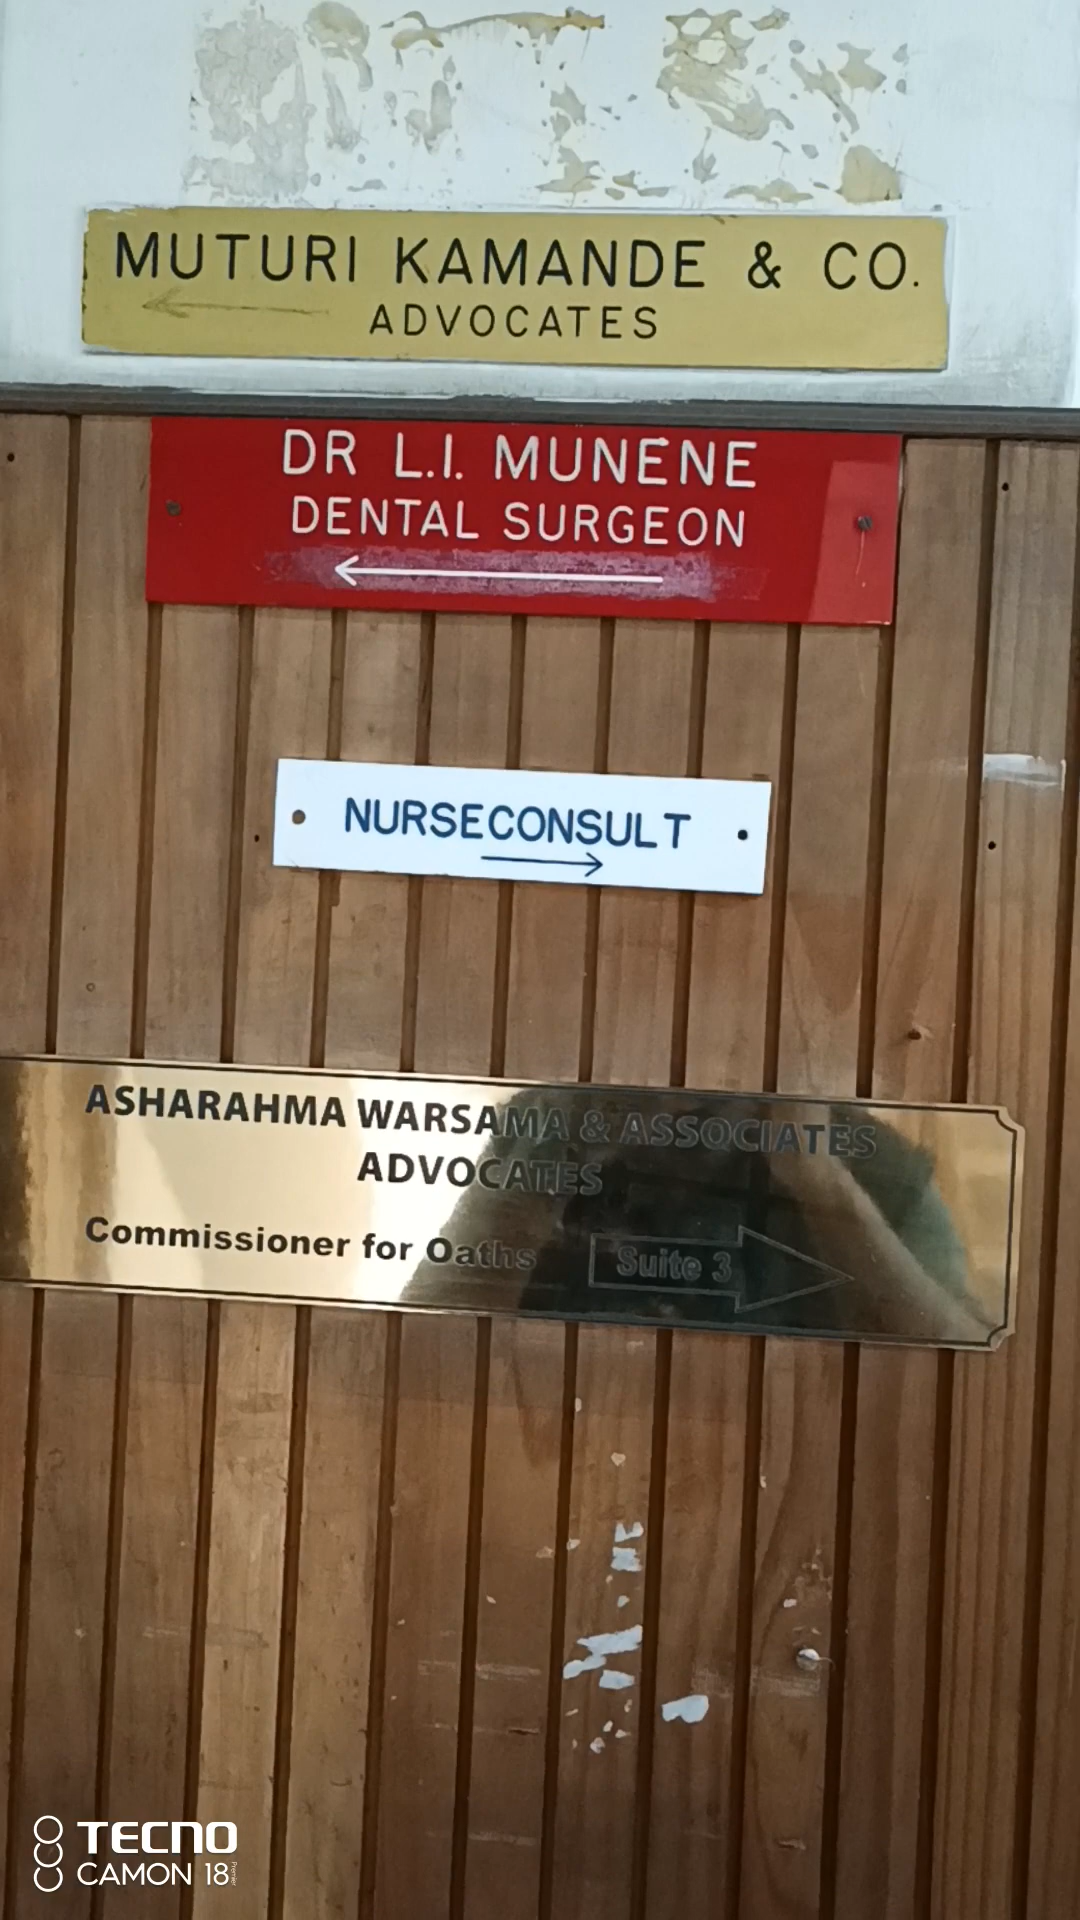 MUTURI KAMANDE & CO.
ADVOCATES
DR L.I. MUNENE
DENTAL SURGEON
NURSECONSULT
ASHARAHMA WARSAMA & ASSOCIATES
ADVOCATES
Commissioner for Oaths Suite 3
TECNO
CAMON 18 Premier